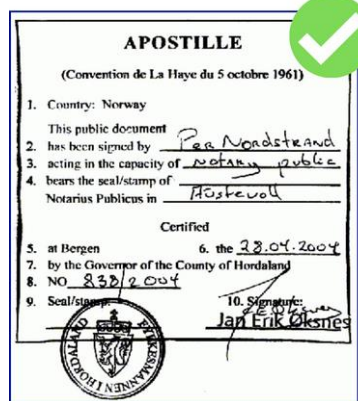 APOSTILLE
(Convention de La Haye du 5 octobre 1961)
1. Country: Norway
This public document
2. has been signed by Per Nordstrand
3. acting in the capacity of Notary public
4. bears the seal/stamp of
Notarius Publicus in Austevoll
Certified
5. at Bergen 6. the 28.04.2004
7. by the Governor of the County of Hordaland
8. NO 838/2004
9. Seal/stamp: 10. Signature:
Jan Erik Øksnes
FYLKESMANNEN I HORDALAND